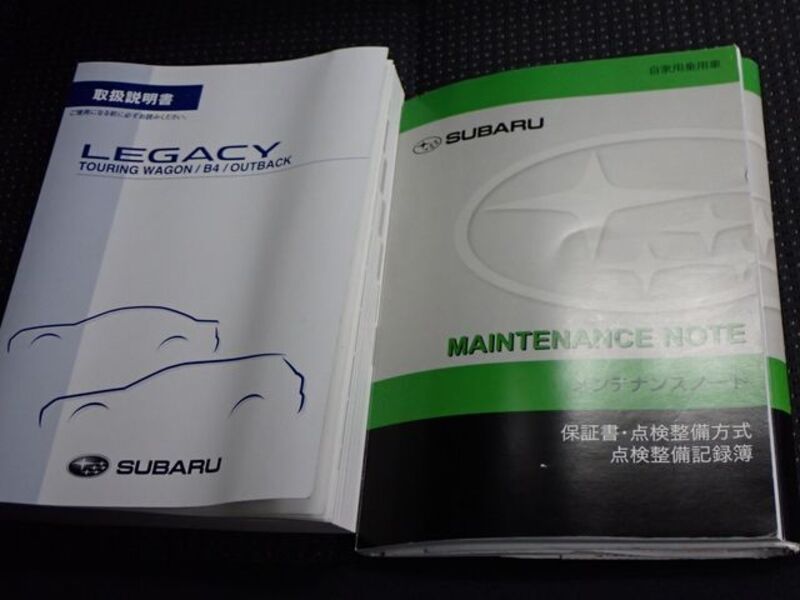 取扱説明書
ご使用になる前に必ずお読みください。
LEGACY
TOURING WAGON / B4 / OUTBACK
SUBARU
自家用乗用車
SUBARU
MAINTENANCE NOTE
メンテナンスノート
保証書・点検整備方式
点検整備記録簿